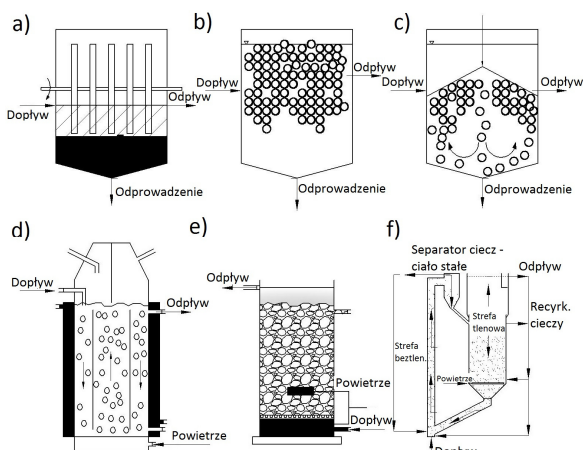 a)
b)
c)
Dopływ
Odpływ
Odprowadzenie
Dopływ
Odpływ
Odprowadzenie
Dopływ
Odpływ
Odprowadzenie
d)
e)
f)
Dopływ
Odpływ
Powietrze
Odpływ
Powietrze
Dopływ
Separator ciecz -
ciało stałe
Odpływ
Recyrk.
cieczy
Strefa
tlenowa
Strefa
beztlen.
Powietrze
Dopływ